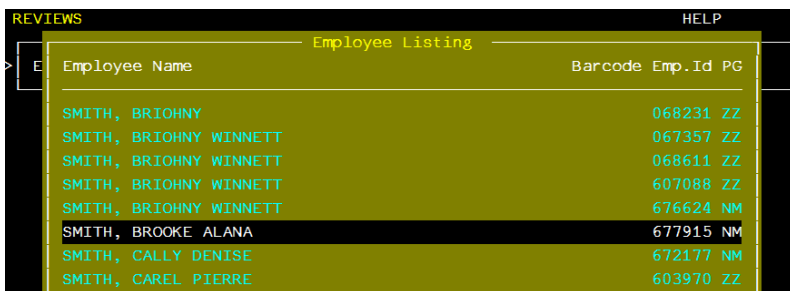 REVIEWS HELP
Employee Listing
> E Employee Name Barcode Emp.Id PG
SMITH, BRIOHNY 068231 ZZ
SMITH, BRIOHNY WINNETT 067357 ZZ
SMITH, BRIOHNY WINNETT 068611 ZZ
SMITH, BRIOHNY WINNETT 607088 ZZ
SMITH, BRIOHNY WINNETT 676624 NM
SMITH, BROOKE ALANA 677915 NM
SMITH, CALLY DENISE 672177 NM
SMITH, CAREL PIERRE 603970 ZZ